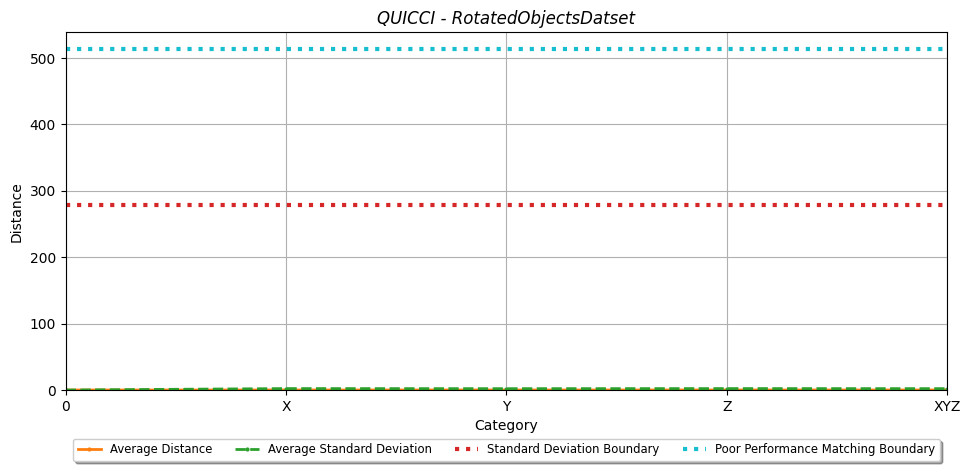 QUICCI - RotatedObjectsDatset
500
400
300
200
100
0
Distance
0 X Y Z XYZ
Category
Average Distance Average Standard Deviation Standard Deviation Boundary Poor Performance Matching Boundary